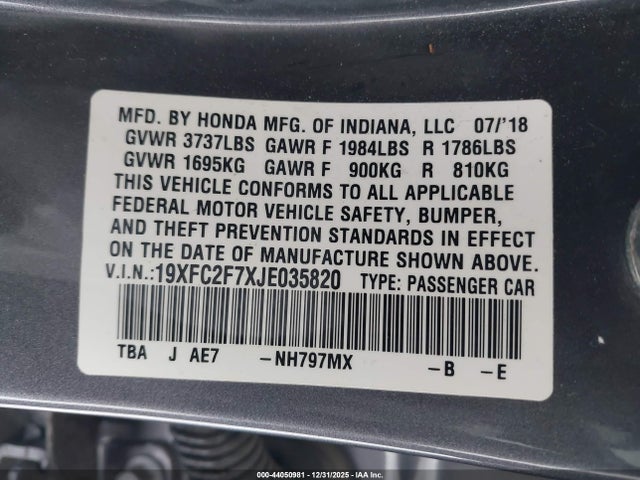 MFD. BY HONDA MFG. OF INDIANA, LLC 07/'18
GVWR 3737LBS GAWR F 1984LBS R 1786LBS
GVWR 1695KG GAWR F 900KG R 810KG
THIS VEHICLE CONFORMS TO ALL APPLICABLE
FEDERAL MOTOR VEHICLE SAFETY, BUMPER,
AND THEFT PREVENTION STANDARDS IN EFFECT
ON THE DATE OF MANUFACTURE SHOWN ABOVE.
V.I.N.:19XFC2F7XJE035820 TYPE: PASSENGER CAR
TBA J AE7 -NH797MX -B -E
000-44050981 - 12/31/2025 - IAA Inc.